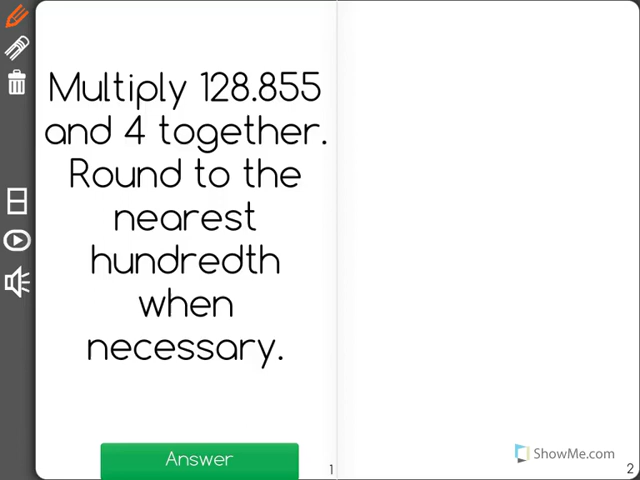 Multiply 128.855
and 4 together.
Round to the
nearest
hundredth
when
necessary.
Answer
1
ShowMe.com
2